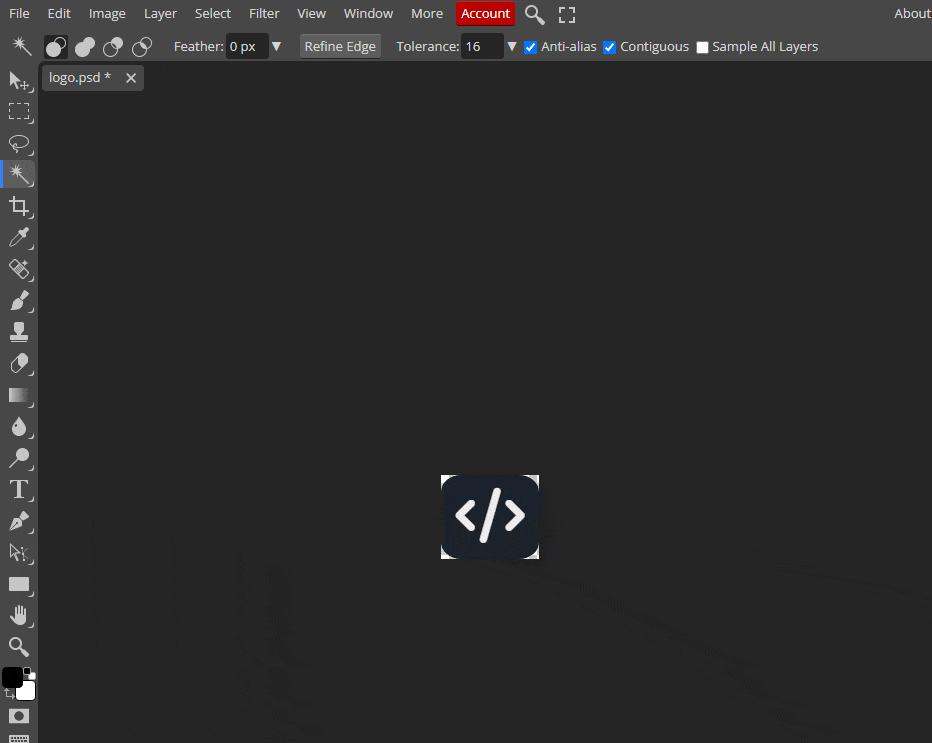 File Edit Image Layer Select Filter View Window More Account About
Feather: 0 px ▼ Refine Edge Tolerance: 16 ▼ Anti-alias Contiguous Sample All Layers
logo.psd *
T
</>